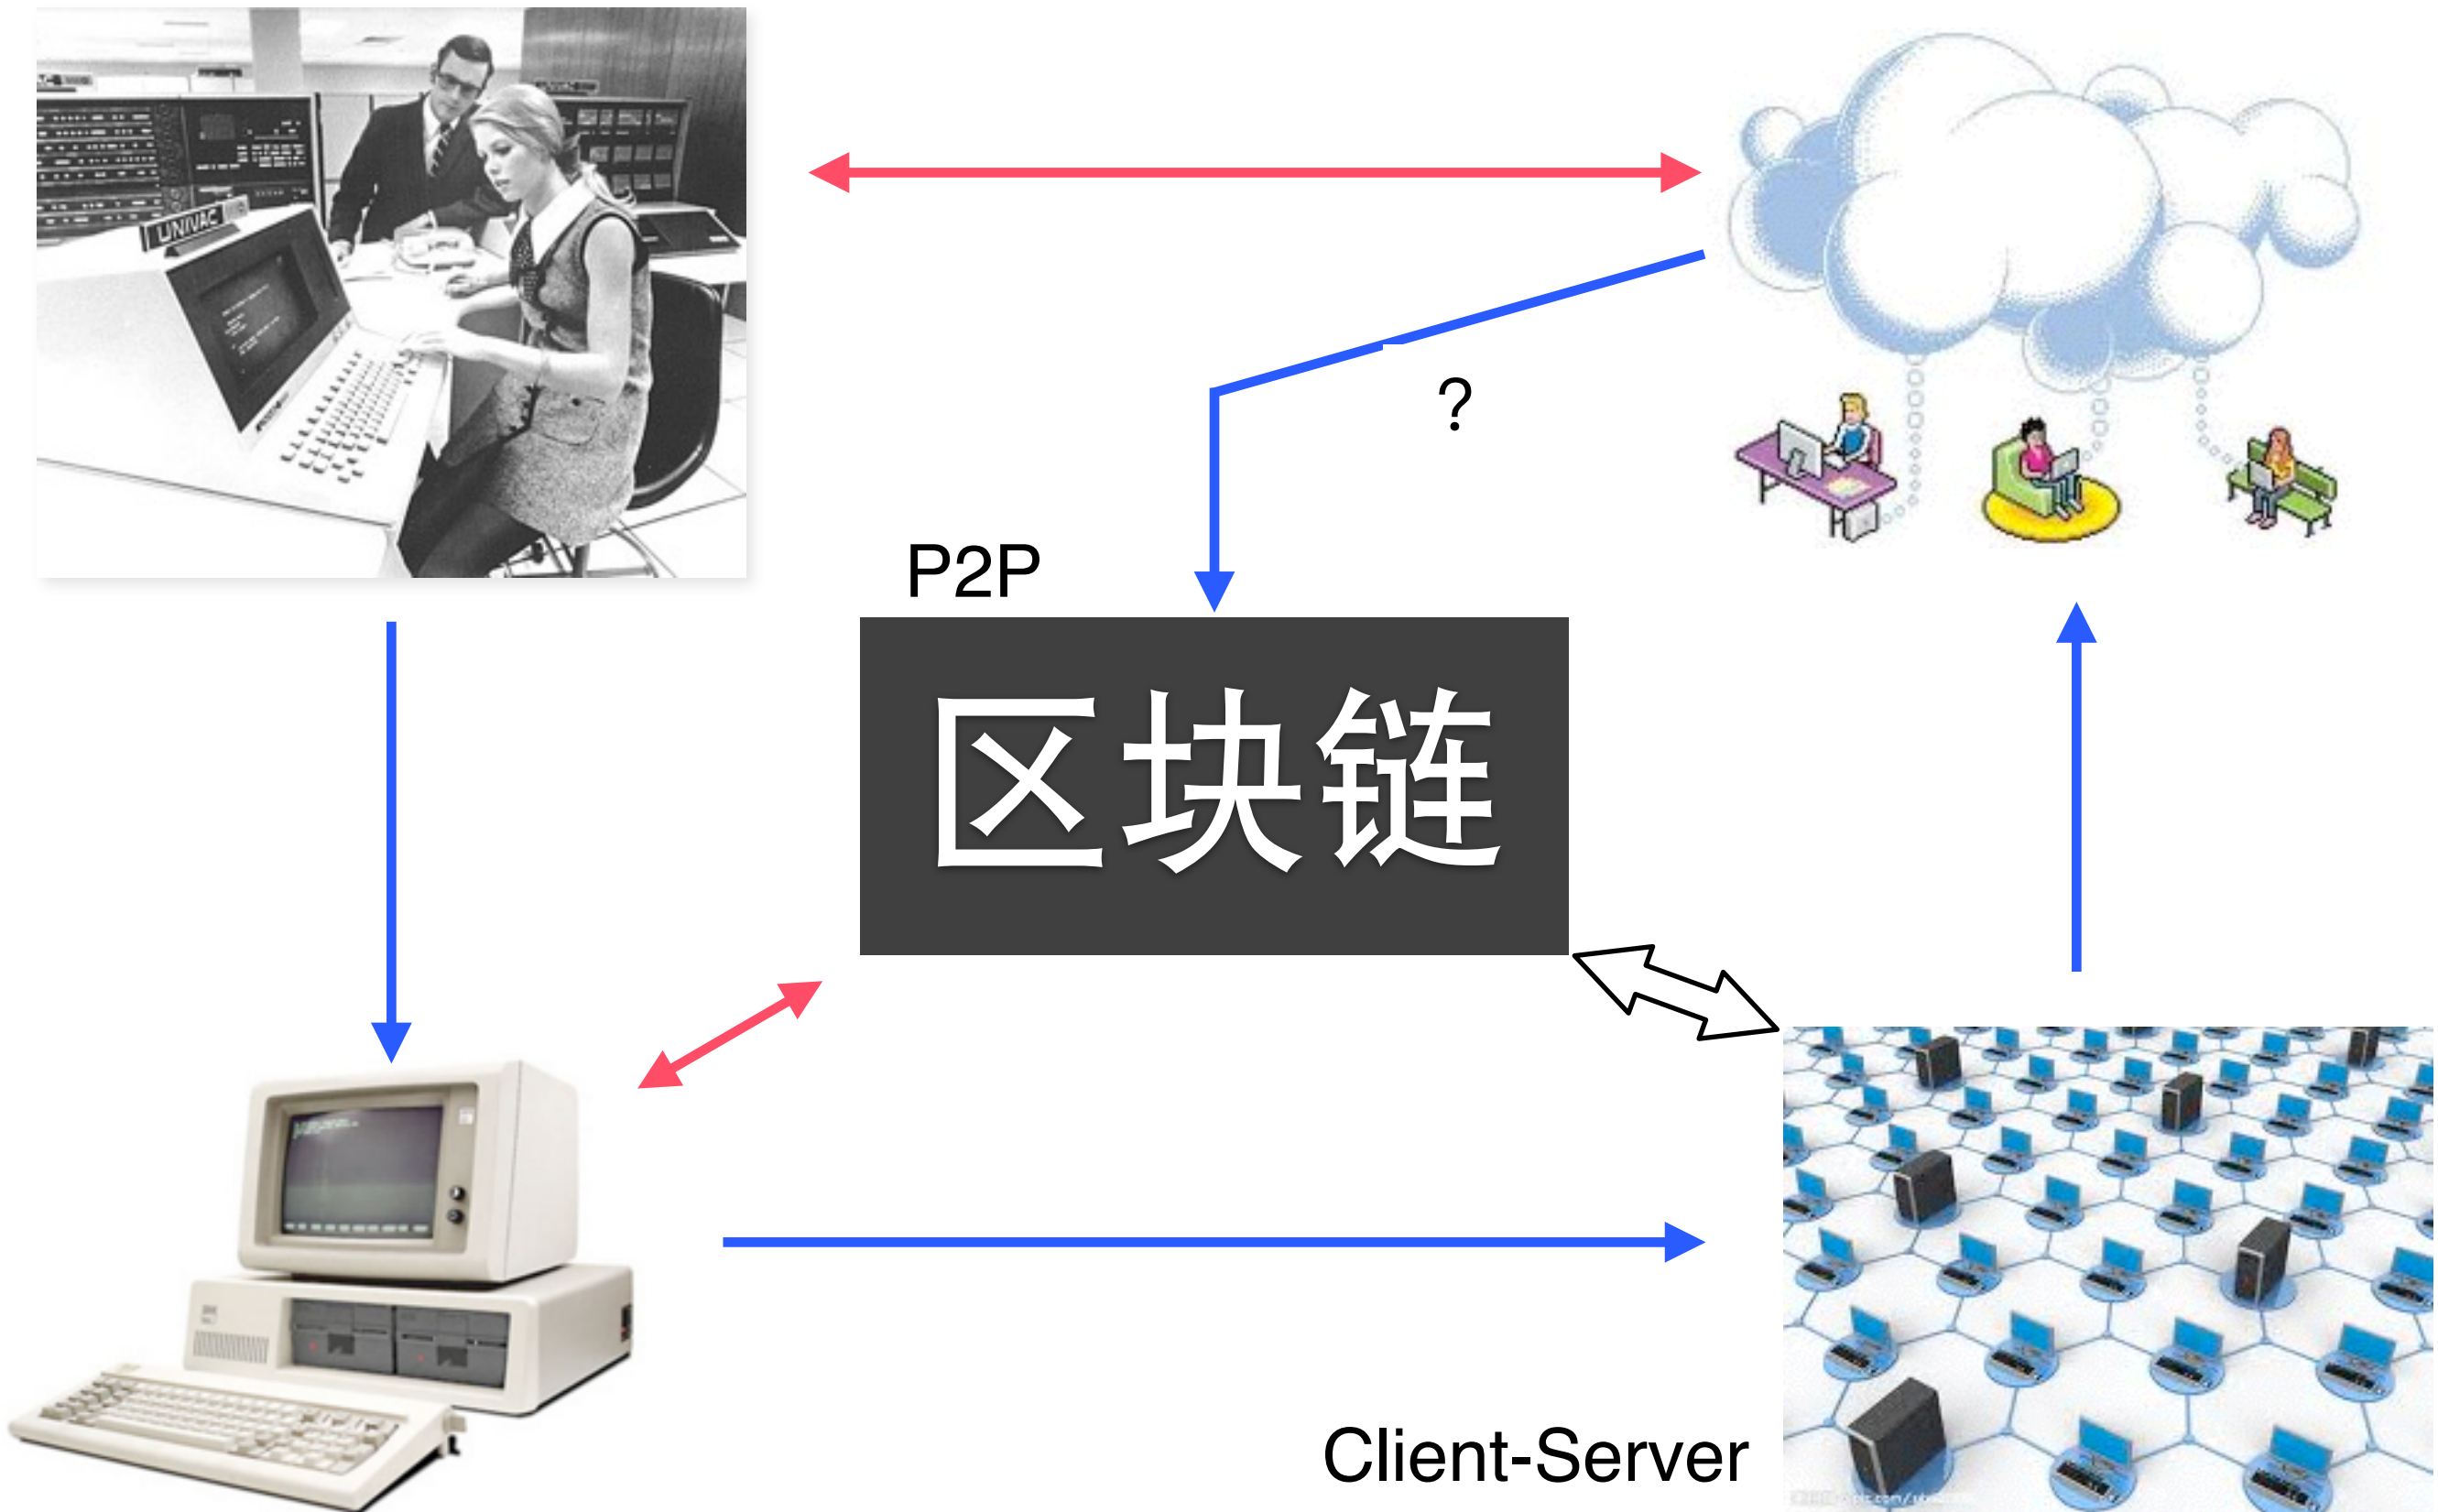 UNIVAC
?
P2P
区块链
Client-Server